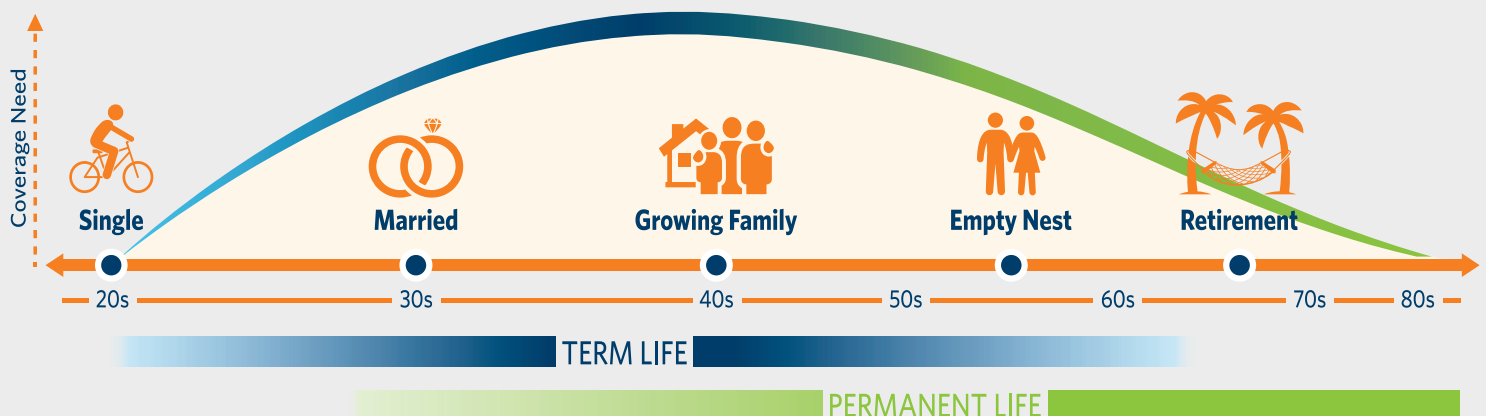 Coverage Need
Single
Married
Growing Family
Empty Nest
Retirement
20s
30s
40s
50s
60s
70s
80s
TERM LIFE
PERMANENT LIFE